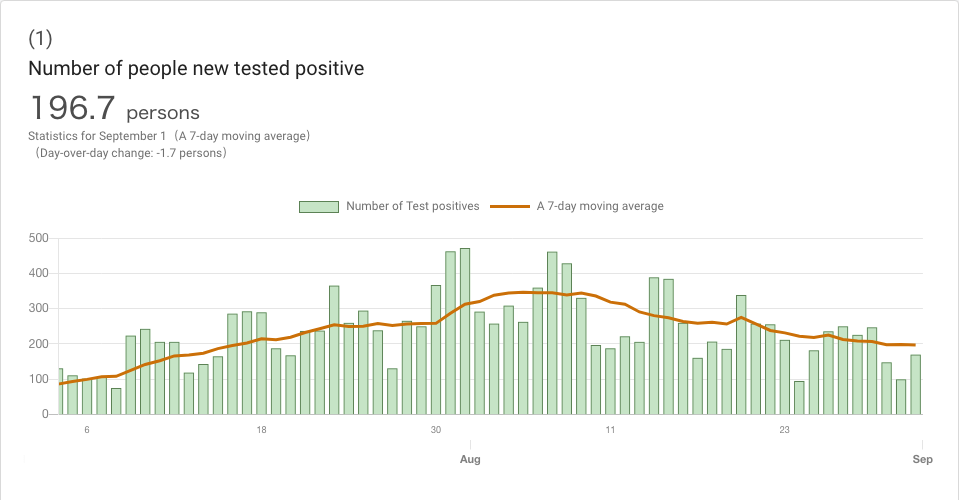 (1)
Number of people new tested positive
196.7 persons
Statistics for September 1 (A 7-day moving average)
(Day-over-day change: -1.7 persons)
Number of Test positives A 7-day moving average
500
400
300
200
100
0
6 18 30 11 23
Aug Sep